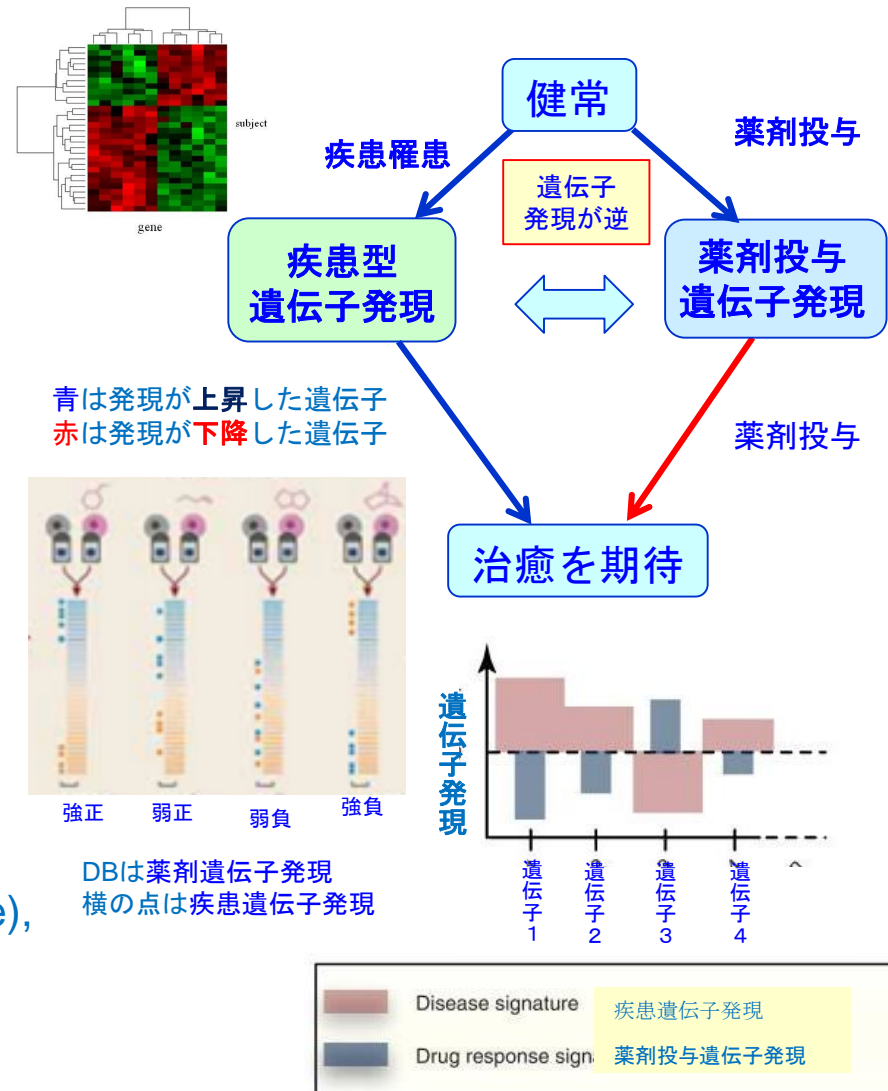 subject
gene
健常
疾患罹患
薬剤投与
遺伝子
発現が逆
疾患型
遺伝子発現
薬剤投与
遺伝子発現
青は発現が上昇した遺伝子
赤は発現が下降した遺伝子
薬剤投与
治癒を期待
強正
弱正
弱負
強負
DBは薬剤遺伝子発現
横の点は疾患遺伝子発現
e),
遺伝子発現
遺伝子1
遺伝子2
遺伝子3
遺伝子4
Disease signature
疾患遺伝子発現
Drug response sign
薬剤投与遺伝子発現